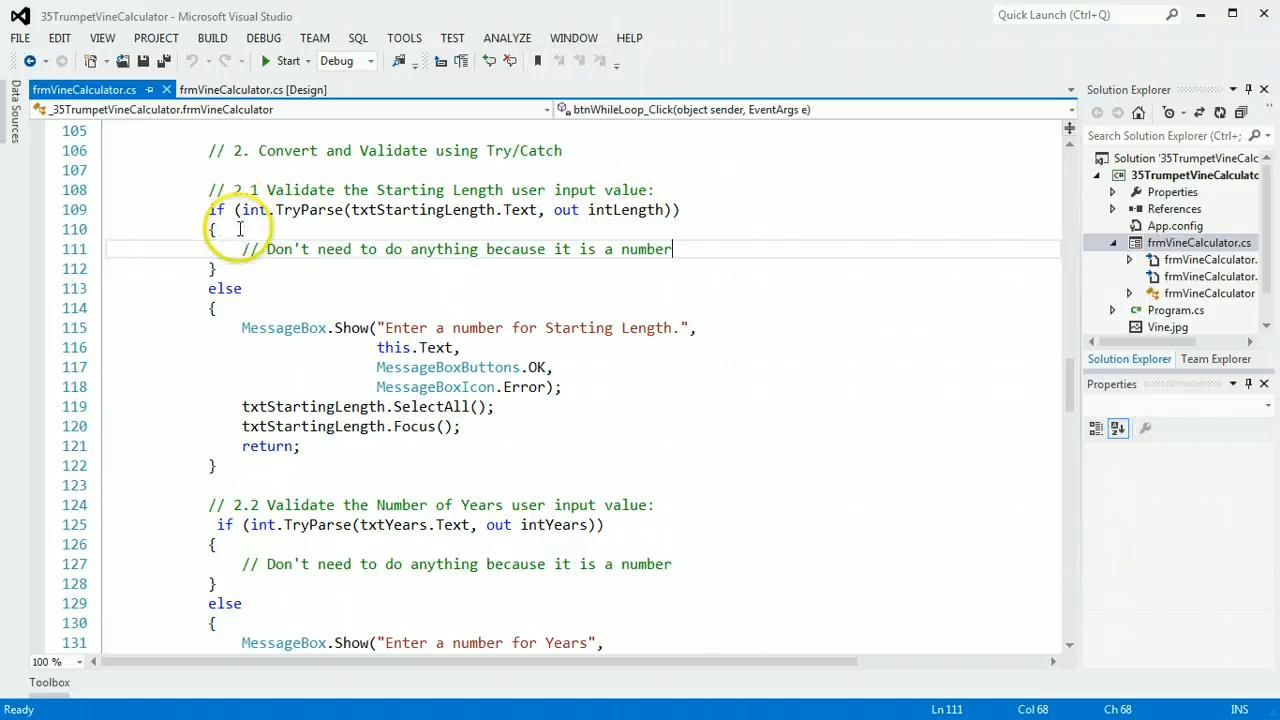 35TrumpetVineCalculator - Microsoft Visual Studio
Quick Launch (Ctrl+Q)
FILE EDIT VIEW PROJECT BUILD DEBUG TEAM SQL TOOLS TEST ANALYZE WINDOW HELP
Start Debug
Data Sources
frmVineCalculator.cs
frmVineCalculator.cs [Design]
_35TrumpetVineCalculator.frmVineCalculator
btnWhileLoop_Click(object sender, EventArgs e)
105
106 // 2. Convert and Validate using Try/Catch
107
108 // 2.1 Validate the Starting Length user input value:
109 if (int.TryParse(txtStartingLength.Text, out intLength))
110 {
111 // Don't need to do anything because it is a number
112 }
113 else
114 {
115 MessageBox.Show("Enter a number for Starting Length.",
116 this.Text,
117 MessageBoxButtons.OK,
118 MessageBoxIcon.Error);
119 txtStartingLength.SelectAll();
120 txtStartingLength.Focus();
121 return;
122 }
123
124 // 2.2 Validate the Number of Years user input value:
125 if (int.TryParse(txtYears.Text, out intYears))
126 {
127 // Don't need to do anything because it is a number
128 }
129 else
130 {
131 MessageBox.Show("Enter a number for Years",
100 %
Toolbox
Solution Explorer
Search Solution Explorer (Ctrl+;
Solution '35TrumpetVineCalc
35TrumpetVineCalculato
Properties
References
App.config
frmVineCalculator.cs
frmVineCalculator.
frmVineCalculator.
frmVineCalculator
Program.cs
Vine.jpg
Solution Explorer Team Explorer
Properties
Ready Ln 111 Col 68 Ch 68 INS